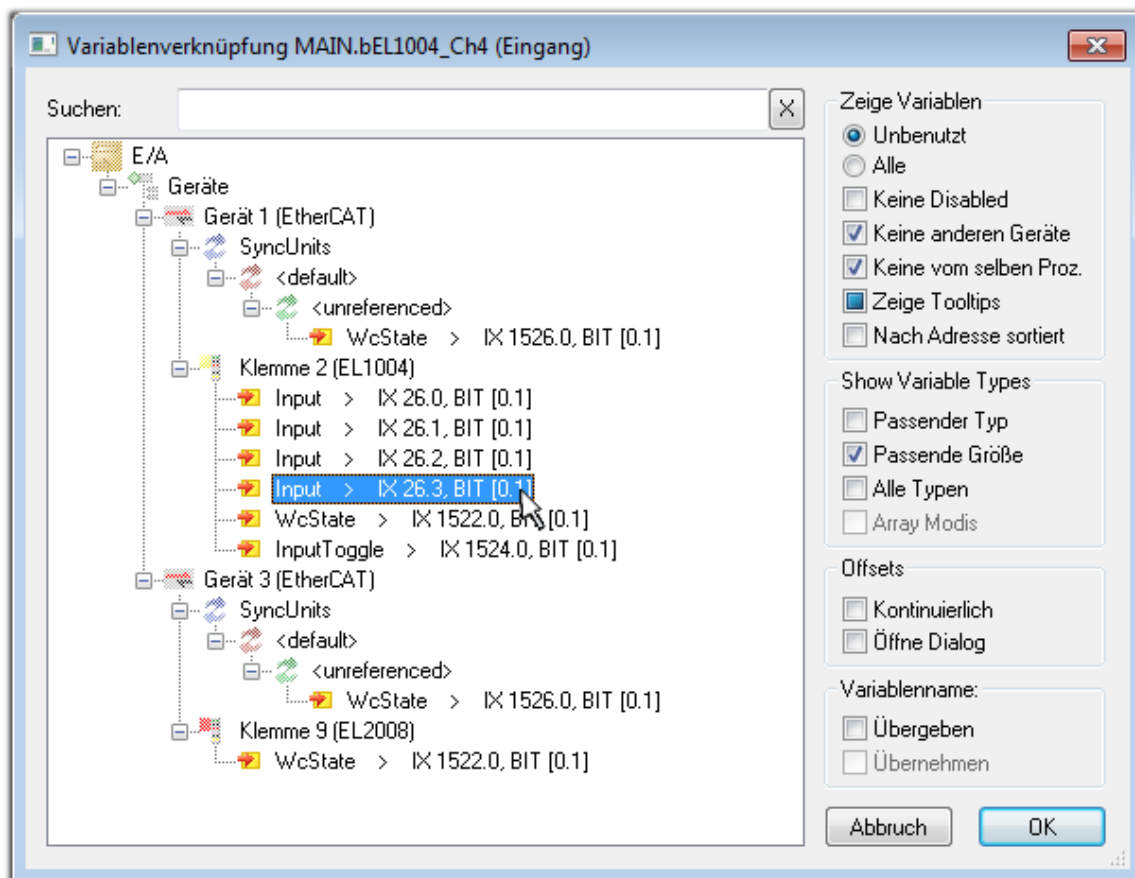 Variablenverknüpfung MAIN.bEL1004_Ch4 (Eingang)
Suchen:
X
E/A
Geräte
Gerät 1 (EtherCAT)
SyncUnits
<default>
<unreferenced>
WcState > IX 1526.0, BIT [0.1]
Klemme 2 (EL1004)
Input > IX 26.0, BIT [0.1]
Input > IX 26.1, BIT [0.1]
Input > IX 26.2, BIT [0.1]
Input > IX 26.3, BIT [0.1]
WcState > IX 1522.0, BIT [0.1]
InputToggle > IX 1524.0, BIT [0.1]
Gerät 3 (EtherCAT)
SyncUnits
<default>
<unreferenced>
WcState > IX 1526.0, BIT [0.1]
Klemme 9 (EL2008)
WcState > IX 1522.0, BIT [0.1]
Zeige Variablen
Unbenutzt
Alle
Keine Disabled
Keine anderen Geräte
Keine vom selben Proz.
Zeige Tooltips
Nach Adresse sortiert
Show Variable Types
Passender Typ
Passende Größe
Alle Typen
Array Modis
Offsets
Kontinuierlich
Öffne Dialog
Variablenname:
Übergeben
Übernehmen
Abbruch
OK